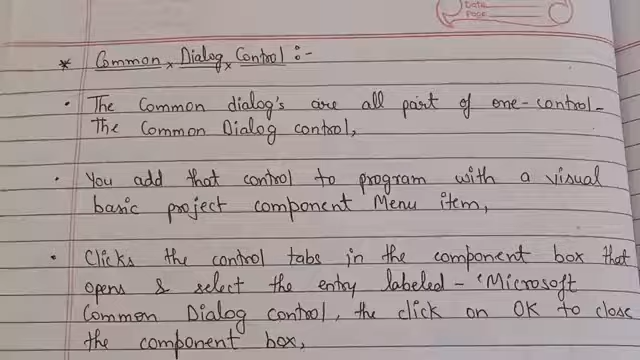 Date
Page
* Common x Dialog x Control :-
• The Common dialog's are all part of one-control-
The Common Dialog control,
• You add that control to program with a visual
basic project component Menu item,
• Clicks the control tabs in the component box that
opens & select the entry labeled - 'Microsoft
Common Dialog control, the click on OK to close
the component box,